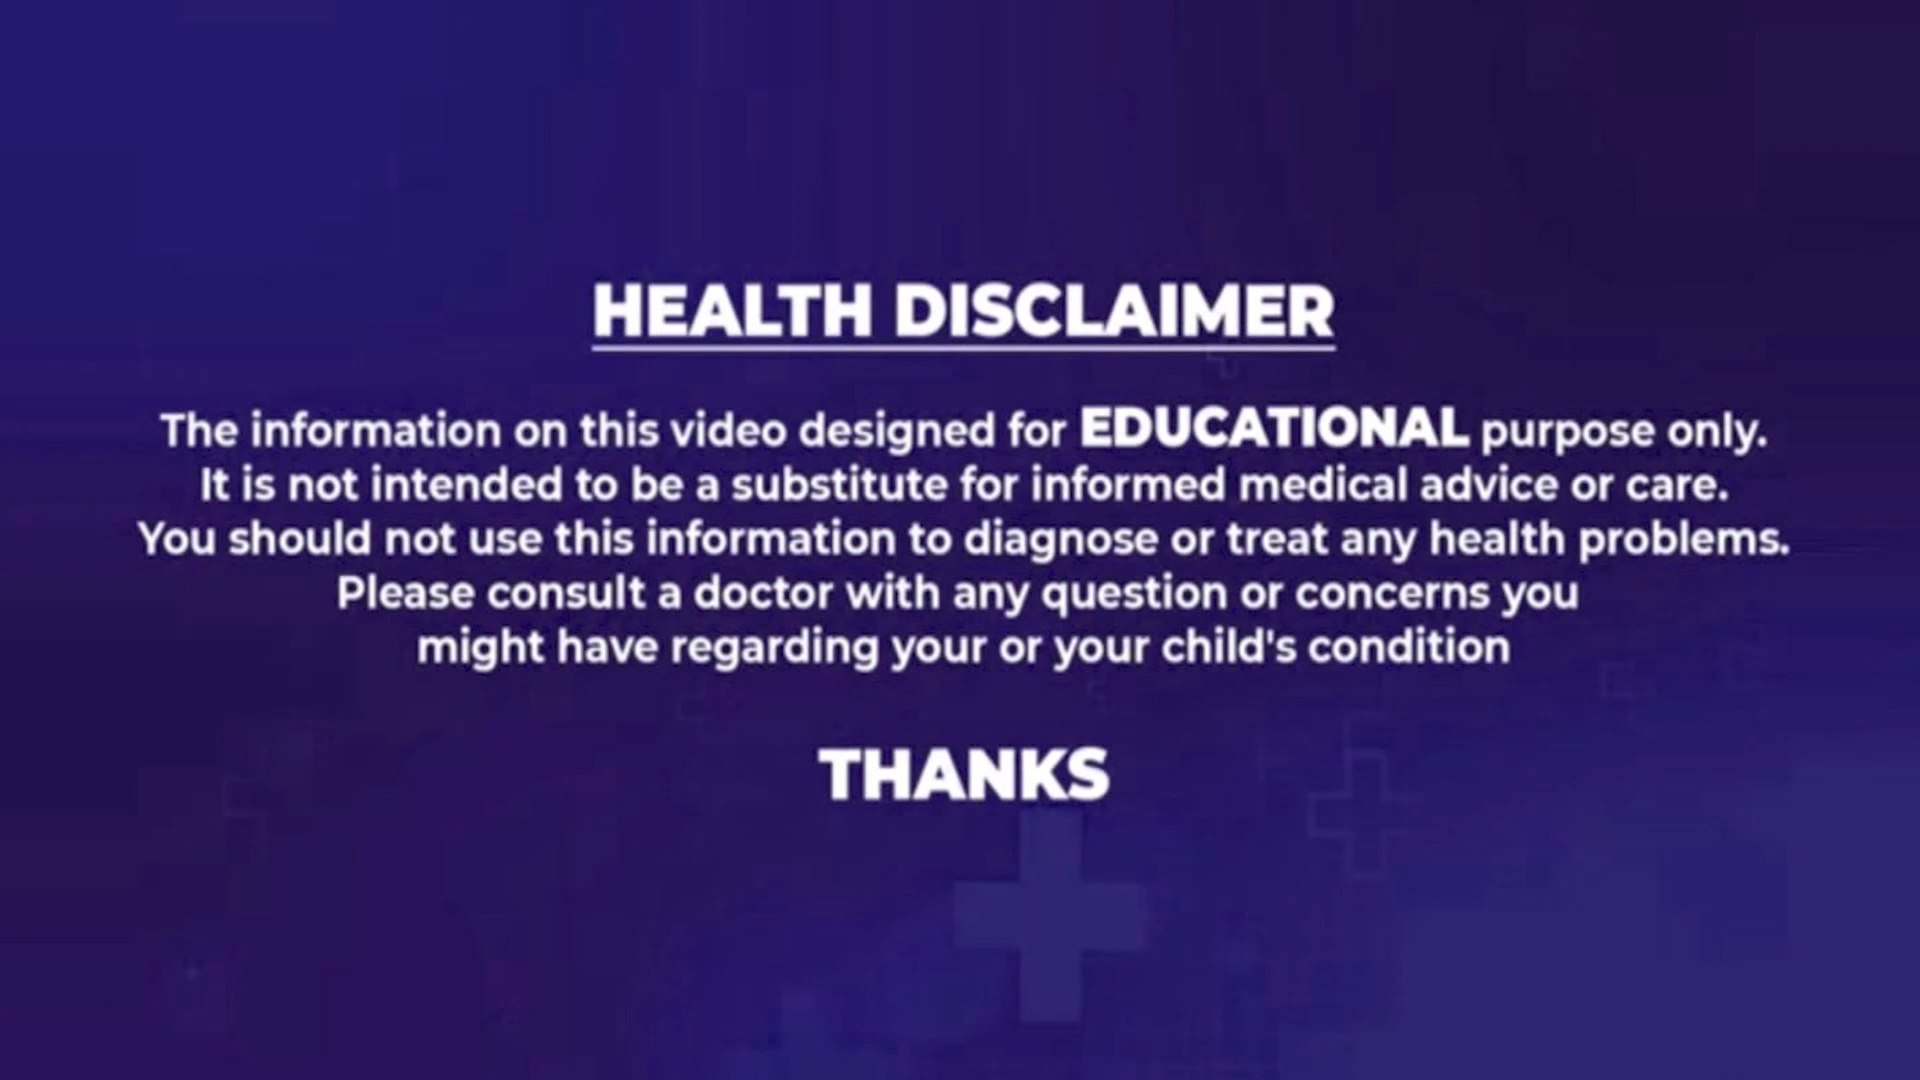 HEALTH DISCLAIMER
The information on this video designed for EDUCATIONAL purpose only.
It is not intended to be a substitute for informed medical advice or care.
You should not use this information to diagnose or treat any health problems.
Please consult a doctor with any question or concerns you
might have regarding your or your child's condition
THANKS